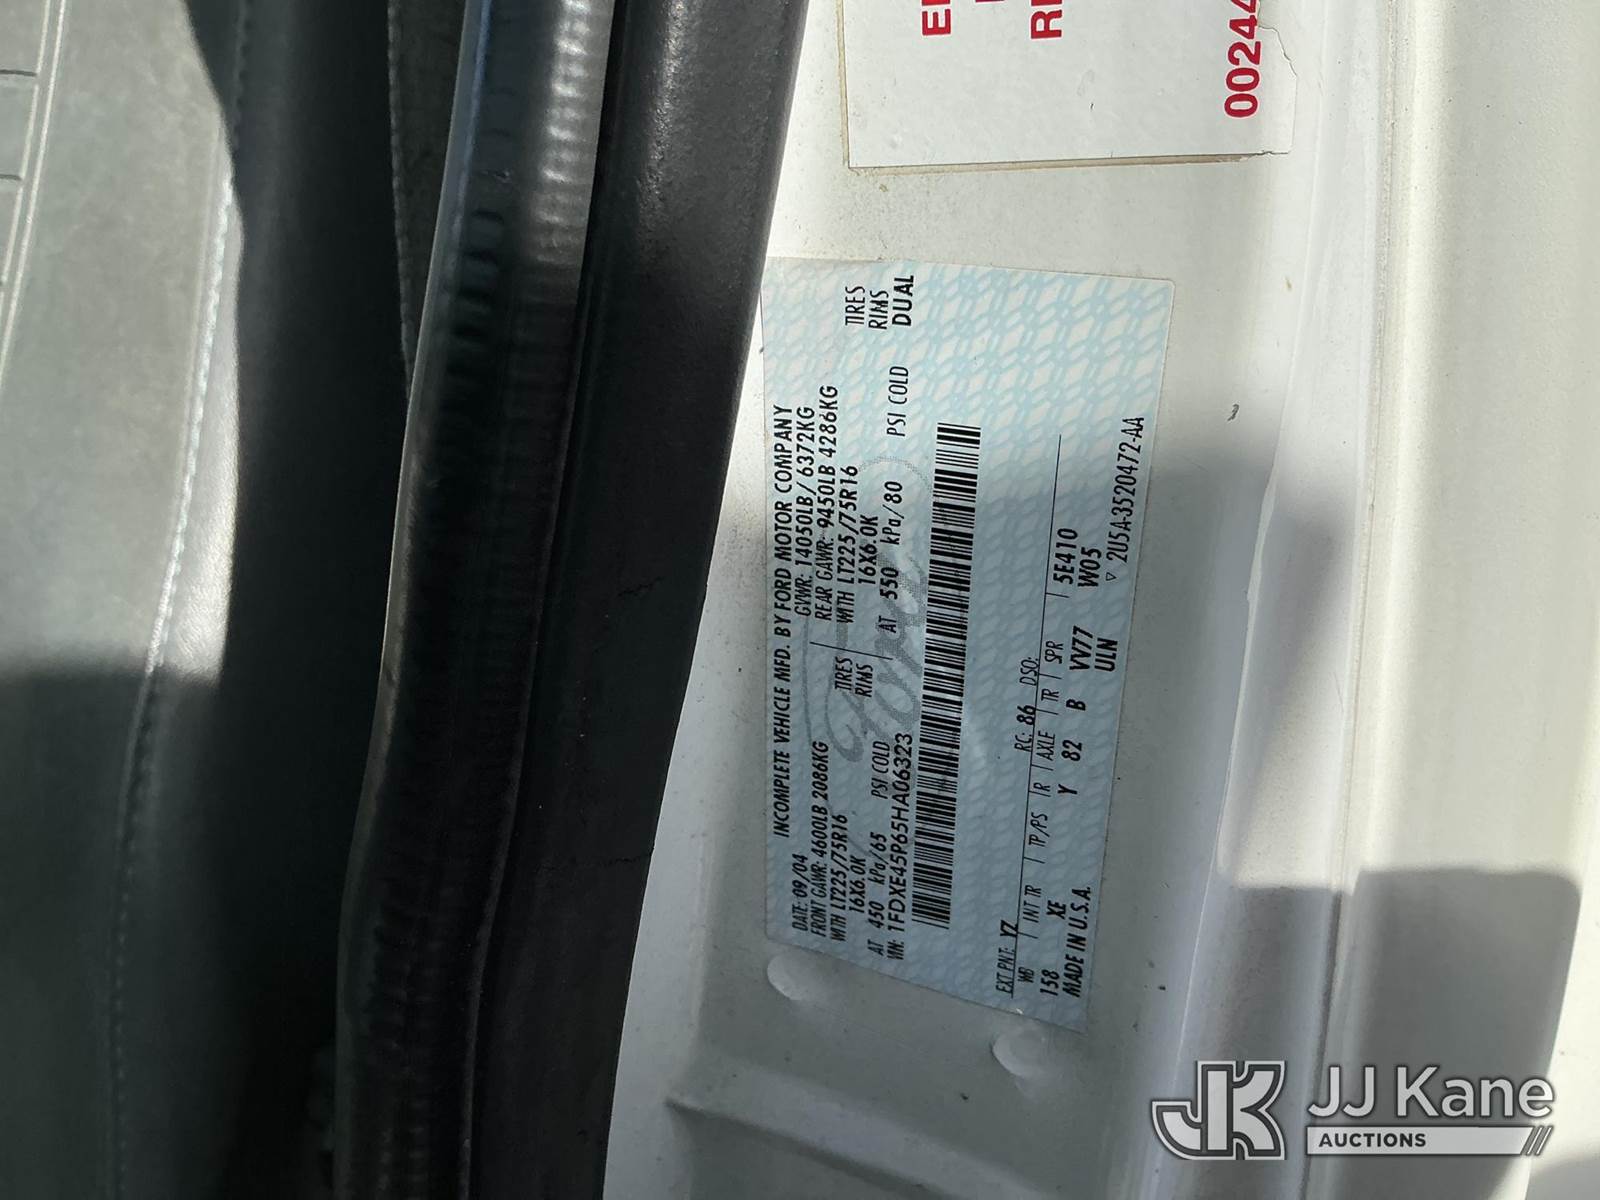 INCOMPLETE VEHICLE MFD. BY FORD MOTOR COMPANY
DATE: 09/04 GVWR: 14050LB/ 6372KG
FRONT GAWR: 4600LB 2086KG REAR GAWR: 9450LB 4286KG
WITH LT225/75R16 TIRES WITH LT225/75R16 TIRES
16X6.0K RIMS 16X6.0K RIMS
AT 450 kPa/65 PSI COLD AT 550 kPa/80 PSI COLD DUAL
VIN: 1FDXE45P65HA06323
Ford
EXT PNT: YZ RC: 86 DSO:
WB INT TR TP/PS R AXLE TR SPR 5E410
158 XE Y 82 B VV77 W05
MADE IN U.S.A. ULN
▽ 2U5A-3520472-AA
00244
JK JJ Kane
AUCTIONS